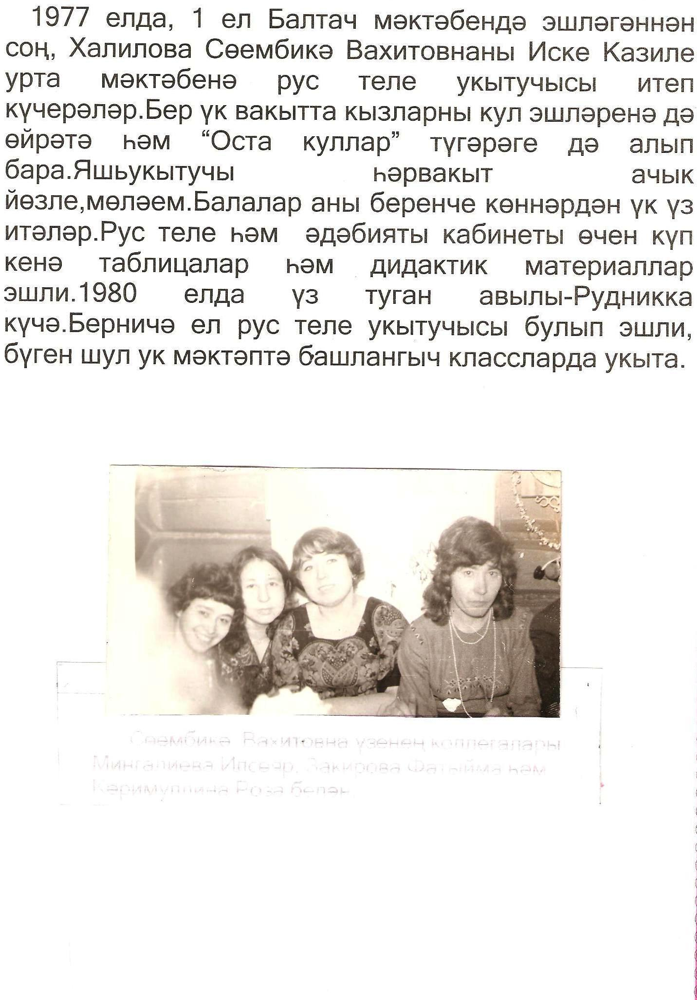 1977 елда, 1 ел Балтач мәктәбендә эшләгәннән
соң, Халилова Сөембикә Вахитовнаны Иске Казиле
урта мәктәбенә рус теле укытучысы итеп
күчерәләр.Бер үк вакытта кызларны кул эшләренә дә
өйрәтә һәм “Оста куллар” түгәрәге дә алып
бара.Яшьукытучы һәрвакыт ачык
йөзле,мөләем.Балалар аны беренче көннәрдән үк үз
итәләр.Рус теле һәм әдәбияты кабинеты өчен күп
кенә таблицалар һәм дидактик материаллар
эшли.1980 елда үз туган авылы-Рудникка
күчә.Берничә ел рус теле укытучысы булып эшли,
бүген шул ук мәктәптә башлангыч классларда укыта.
Сөембикә Вахитовна үзенең коллегалары
Мингалиева Илсөяр, Закирова Фатыйма һәм
Кәримуллина Роза белән